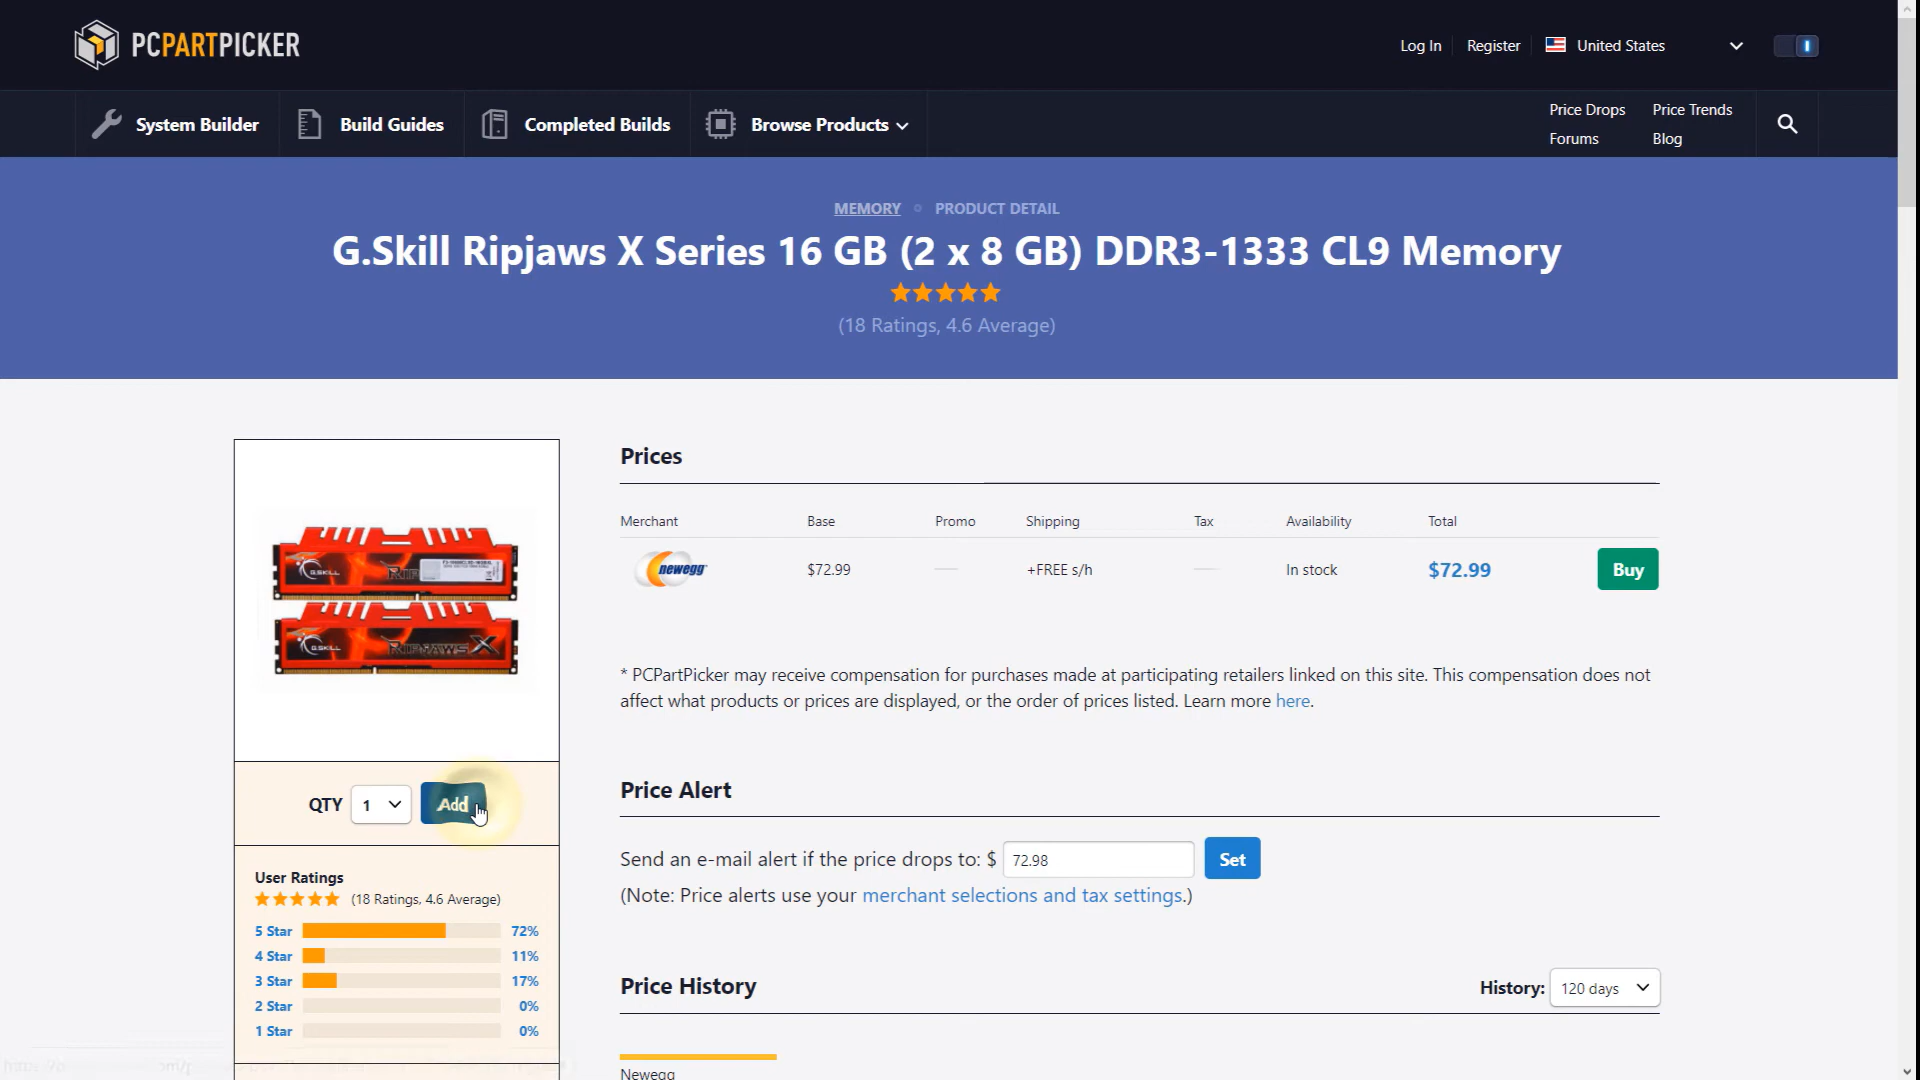 PCPARTPICKER
Log In
Register
United States
System Builder
Build Guides
Completed Builds
Browse Products
Price Drops
Price Trends
Forums
Blog
MEMORY
PRODUCT DETAIL
G.Skill Ripjaws X Series 16 GB (2 x 8 GB) DDR3-1333 CL9 Memory
(18 Ratings, 4.6 Average)
G.SKILL
G.SKILL RIPJAWS X
QTY 1 Add
User Ratings
(18 Ratings, 4.6 Average)
5 Star 72%
4 Star 11%
3 Star 17%
2 Star 0%
1 Star 0%
Prices
Merchant Base Promo Shipping Tax Availability Total
newegg $72.99 — +FREE s/h — In stock $72.99 Buy
* PCPartPicker may receive compensation for purchases made at participating retailers linked on this site. This compensation does not
affect what products or prices are displayed, or the order of prices listed. Learn more here.
Price Alert
Send an e-mail alert if the price drops to: $ 72.98 Set
(Note: Price alerts use your merchant selections and tax settings.)
Price History
History: 120 days
Newegg